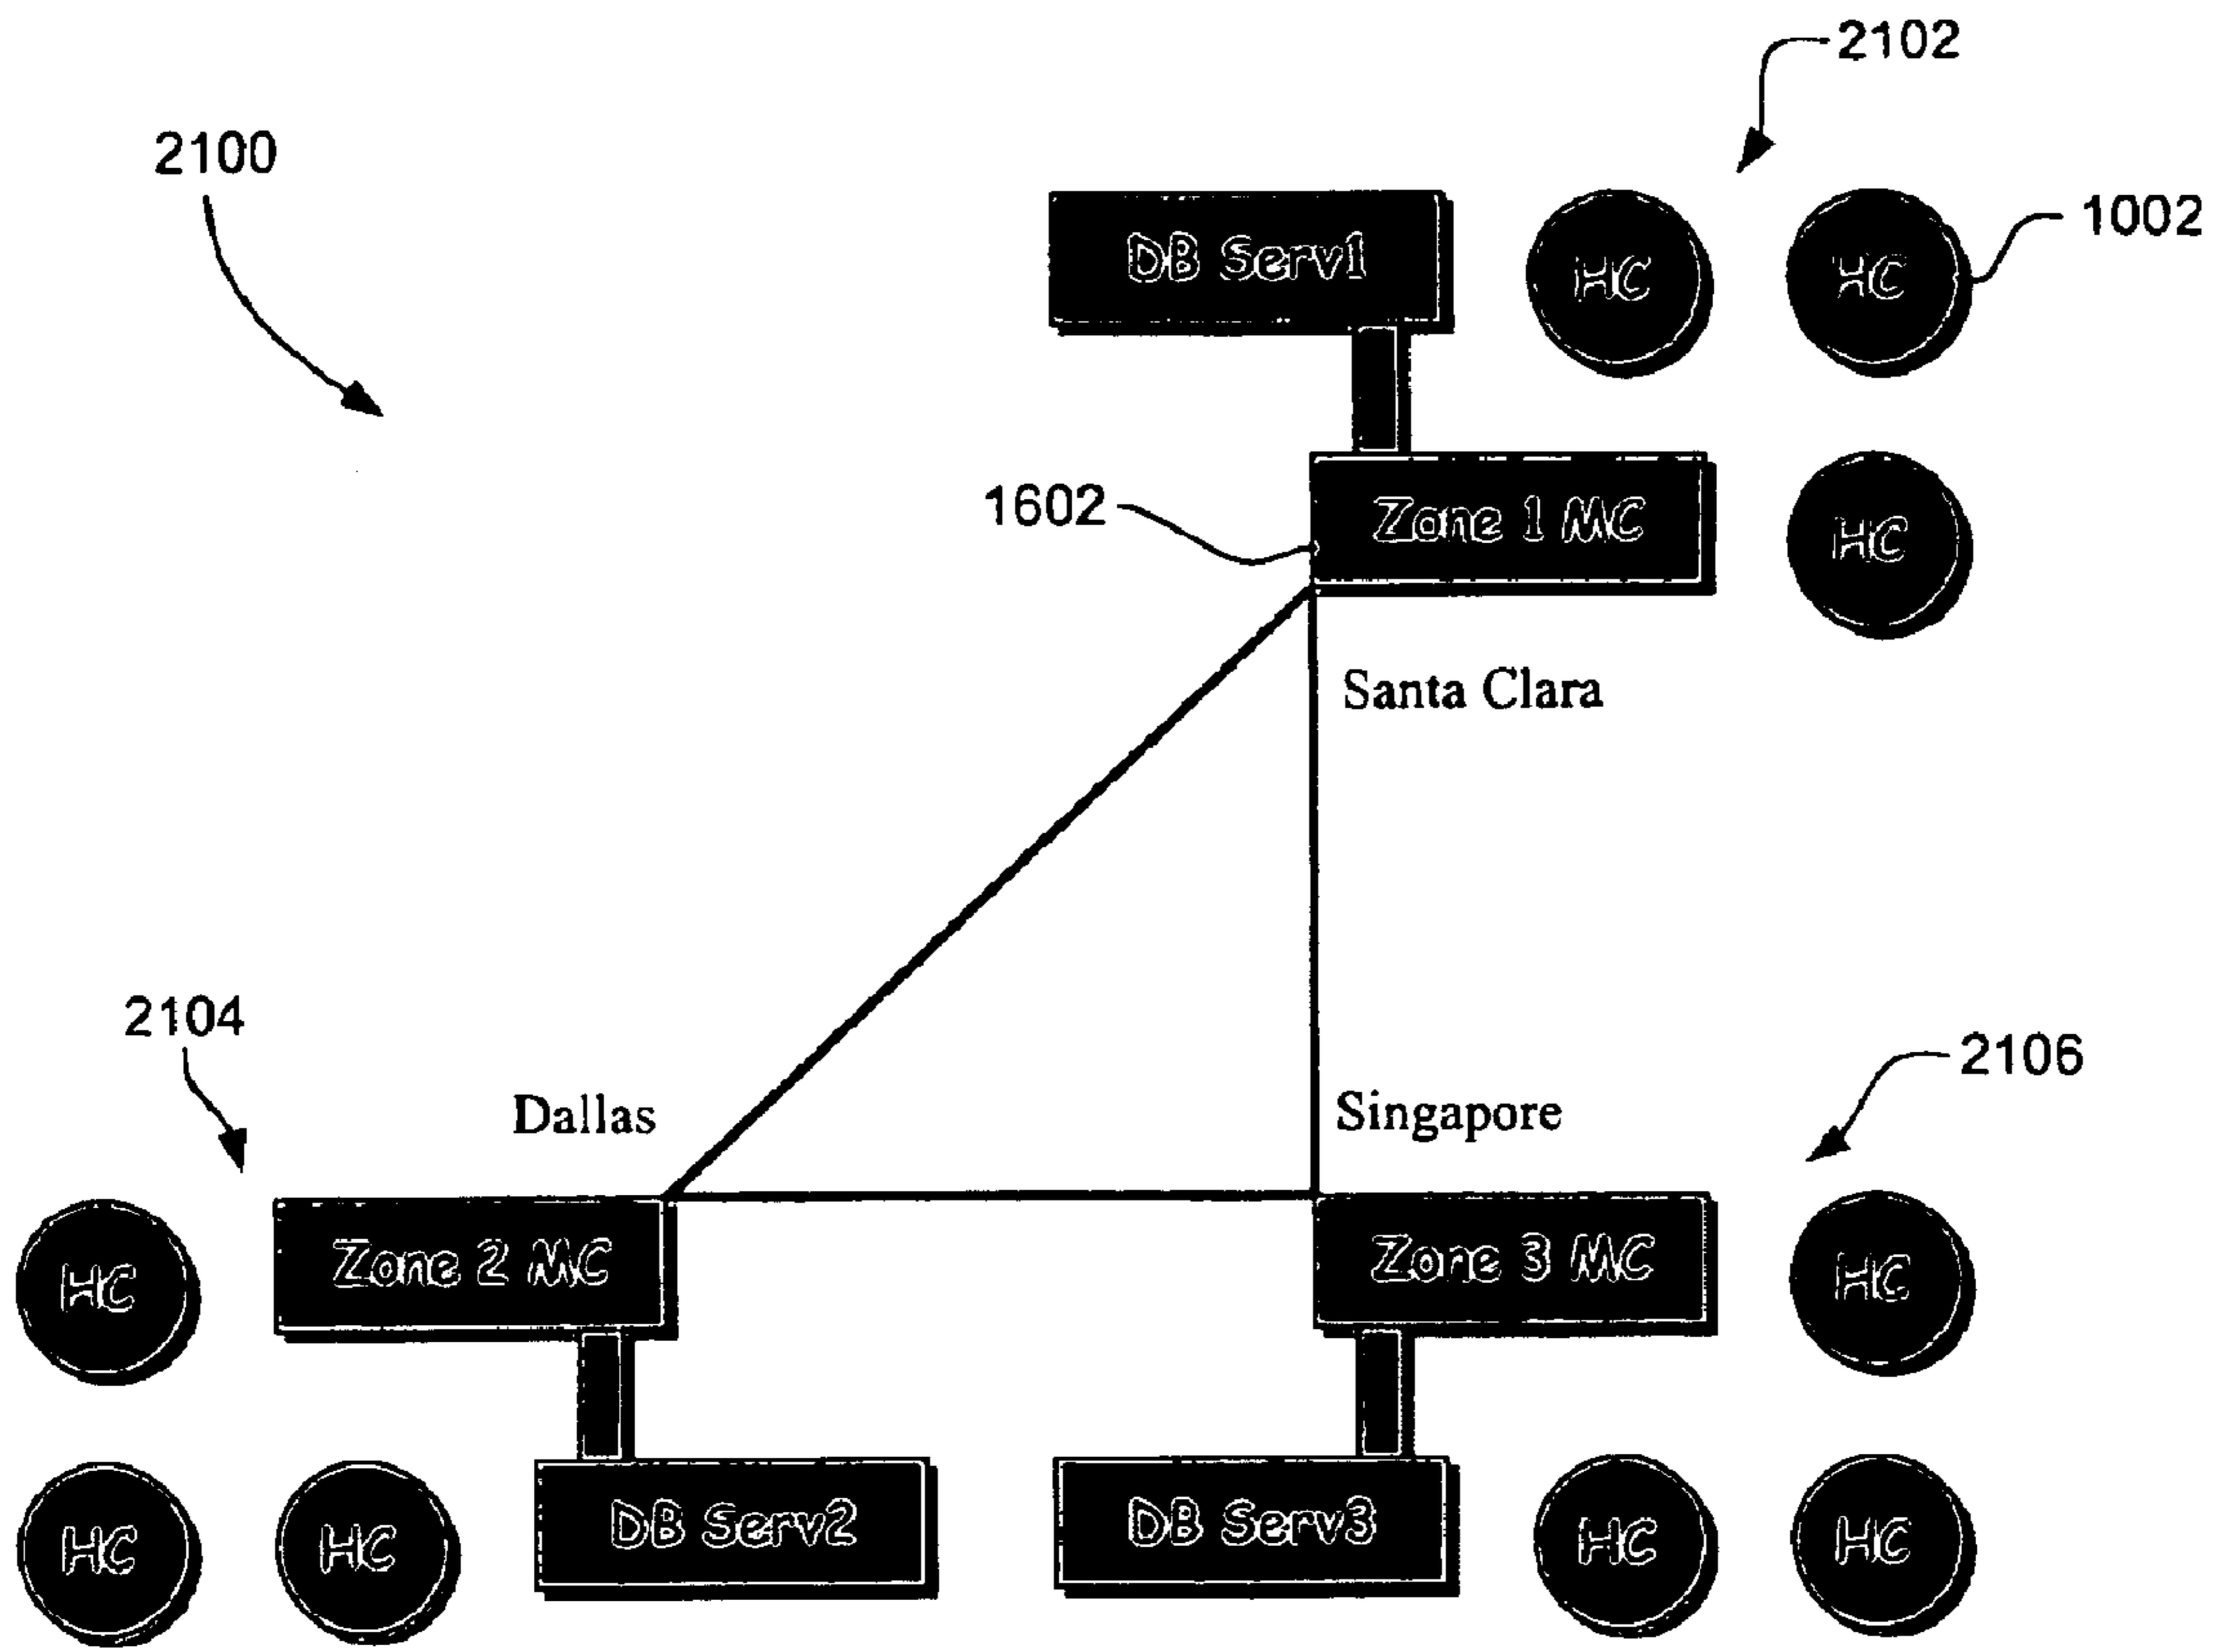 2102
2100
1002
DB Serv1
HC
HC
1602
Zone 1 MC
HC
Santa Clara
2104
2106
Dallas
Singapore
HC
Zone 2 MC
Zone 3 MC
HC
HC
HC
DB Serv2
DB Serv3
HC
HC